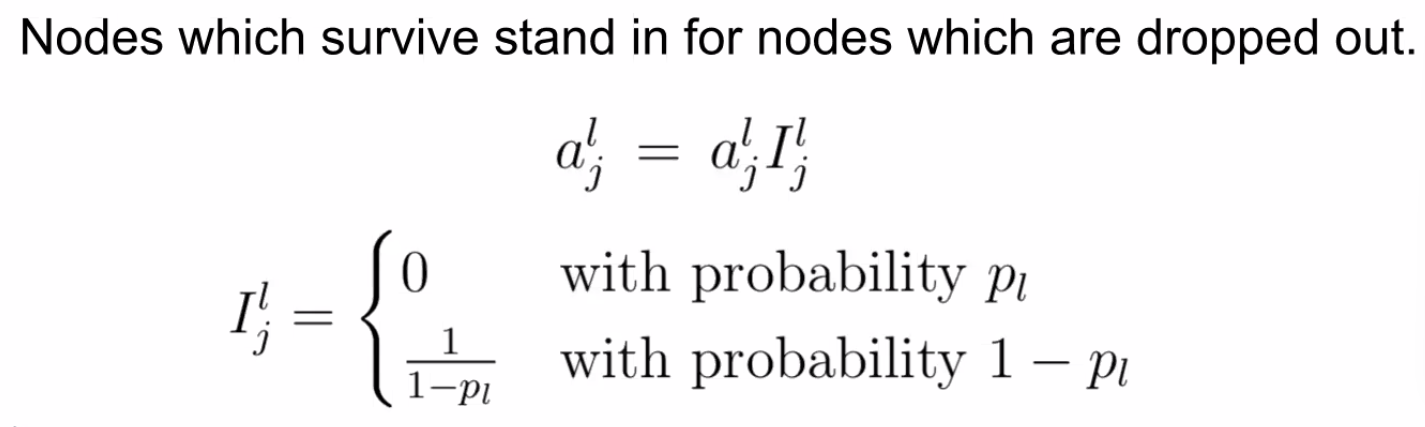 Nodes which survive stand in for nodes which are dropped out.
a_j^l = a_j^l I_j^l
I_j^l = { 0 with probability p_l
1/(1−p_l) with probability 1 − p_l